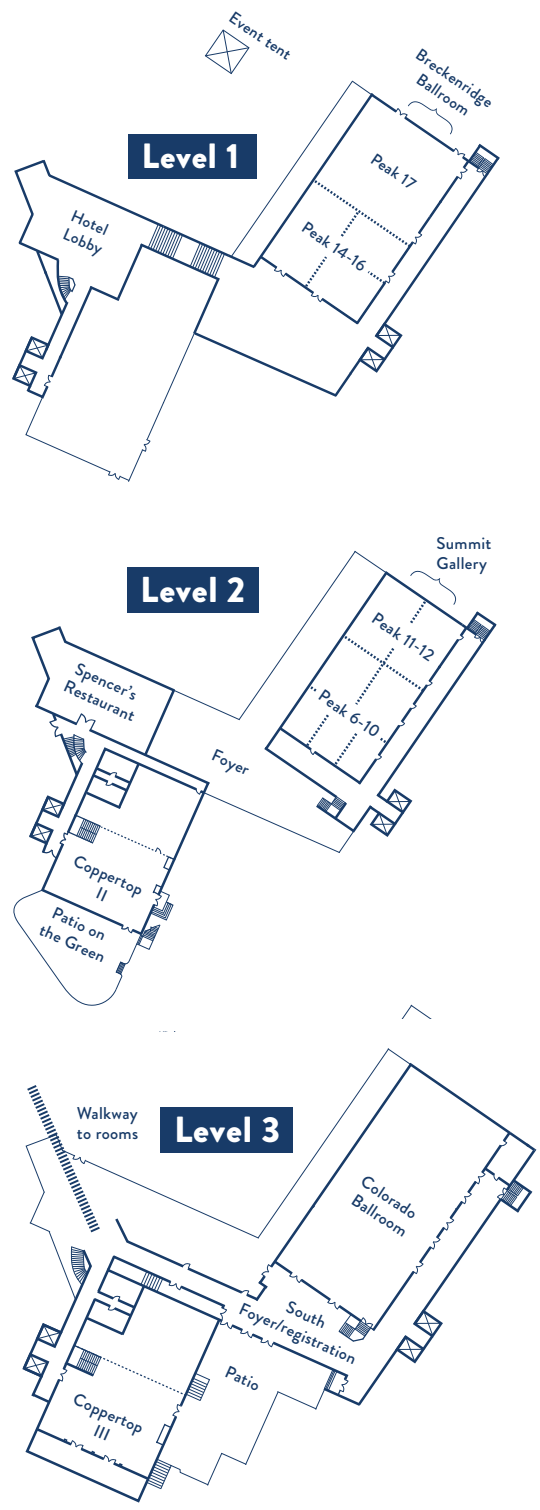 Event tent
Breckenridge
Ballroom
Level 1
Peak 17
Hotel
Lobby
Peak 14-16
Summit
Gallery
Level 2
Peak 11-12
Spencer's
Restaurant
Peak 6-10
Foyer
Coppertop
II
Patio on
the Green
Walkway
to rooms
Level 3
Colorado
Ballroom
South
Foyer/registration
Patio
Coppertop
III